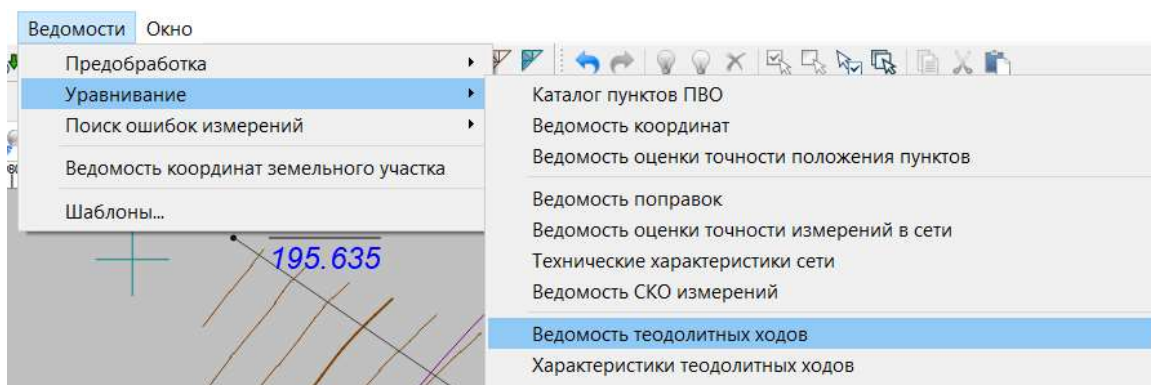 Ведомости Окно
Предобработка
Уравнивание
Поиск ошибок измерений
Ведомость координат земельного участка
Шаблоны...
Каталог пунктов ПВО
Ведомость координат
Ведомость оценки точности положения пунктов
Ведомость поправок
Ведомость оценки точности измерений в сети
Технические характеристики сети
Ведомость СКО измерений
Ведомость теодолитных ходов
Характеристики теодолитных ходов
195.635